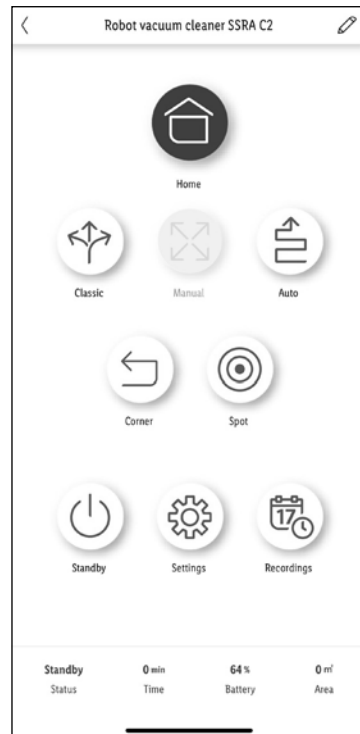 Robot vacuum cleaner SSRA C2
Home
Classic Manual Auto
Corner Spot
17
Standby Settings Recordings
Standby 0 min 64 % 0 ㎡
Status Time Battery Area